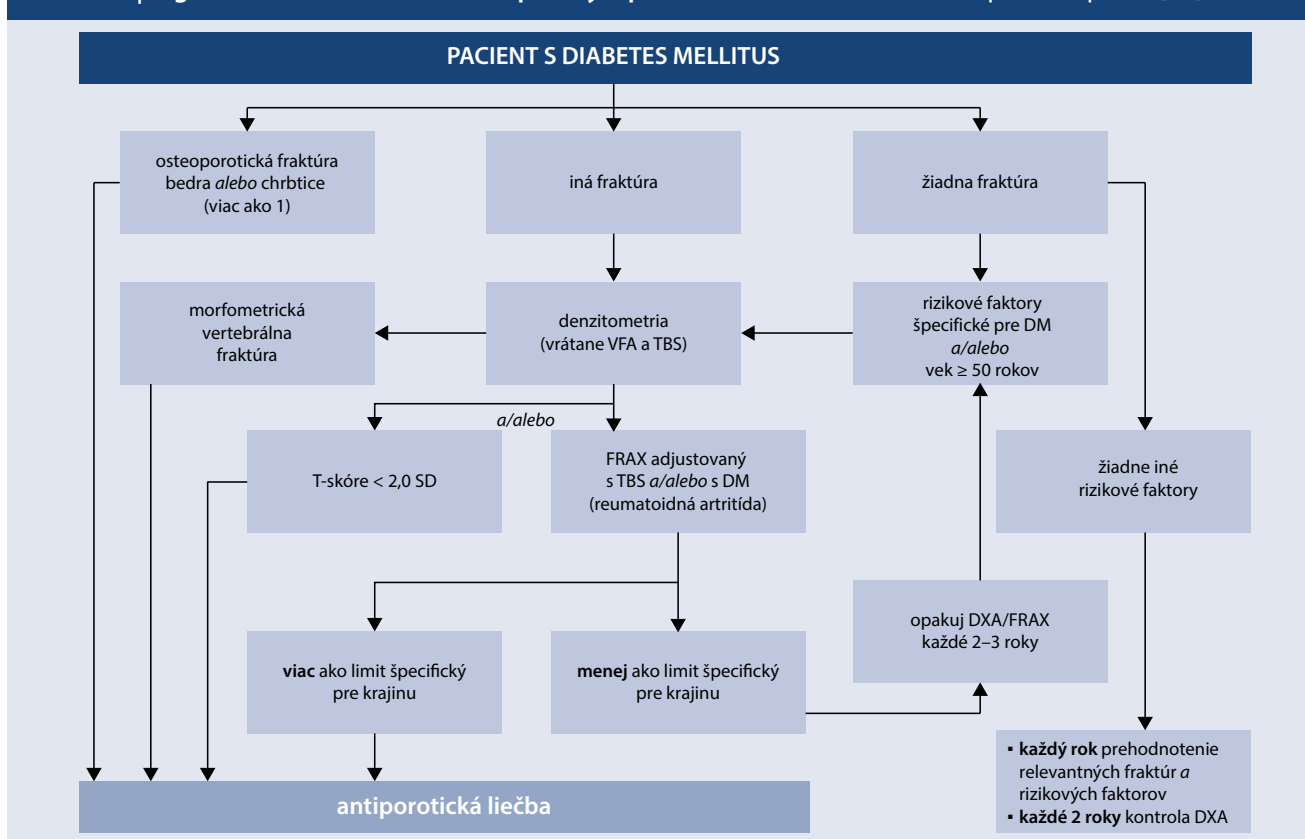 PACIENT S DIABETES MELLITUS
osteoporotická fraktúra
bedra alebo chrbtice
(viac ako 1)
iná fraktúra
žiadna fraktúra
morfometrická
vertebrálna
fraktúra
denzitometria
(vrátane VFA a TBS)
rizikové faktory
špecifické pre DM
a/alebo
vek ≥ 50 rokov
a/alebo
T-skóre < 2,0 SD
FRAX adjustovaný
s TBS a/alebo s DM
(reumatoidná artritída)
žiadne iné
rizikové faktory
viac ako limit špecifický
pre krajinu
menej ako limit špecifický
pre krajinu
opakuj DXA/FRAX
každé 2–3 roky
▪ každý rok prehodnotenie
relevantných fraktúr a
rizikových faktorov
▪ každé 2 roky kontrola DXA
antiporotická liečba